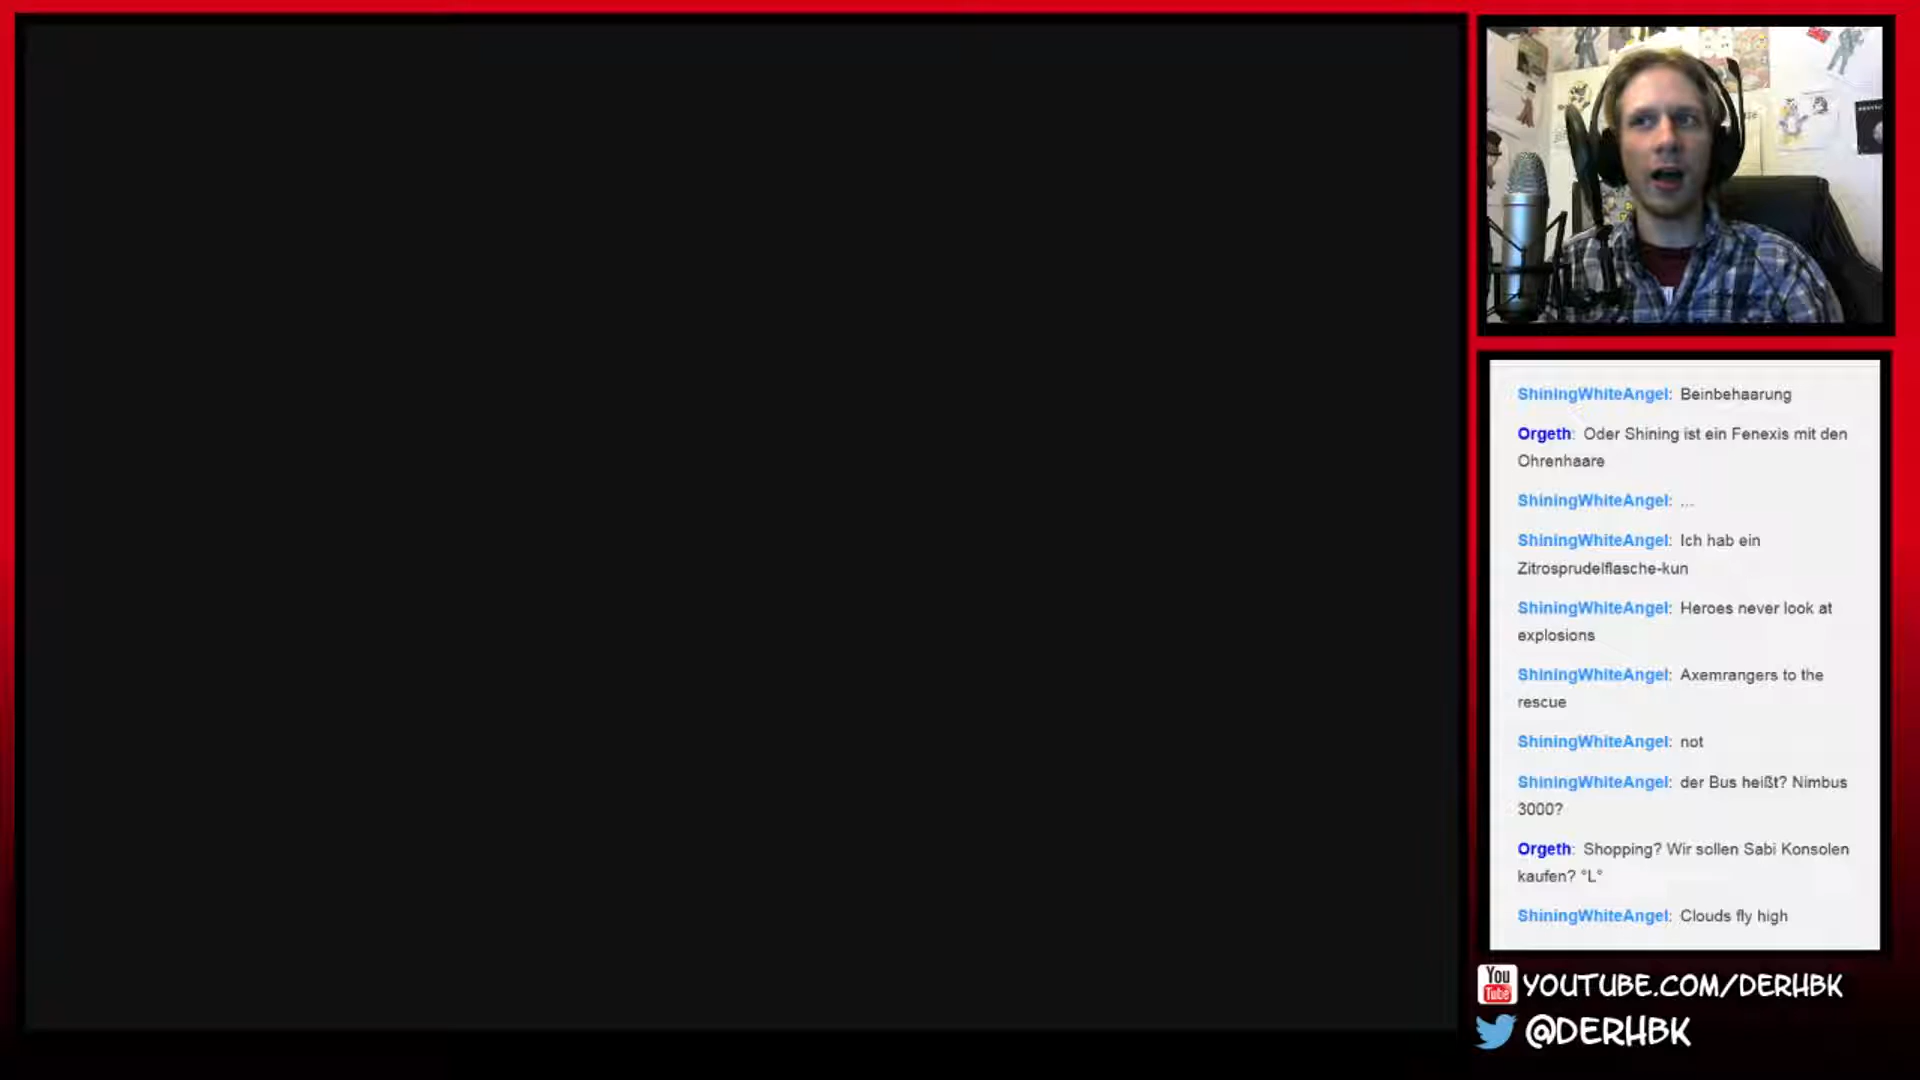 ShiningWhiteAngel: Beinbehaarung
Orgeth: Oder Shining ist ein Fenexis mit den
Ohrenhaare
ShiningWhiteAngel: ...
ShiningWhiteAngel: Ich hab ein
Zitrosprudelflasche-kun
ShiningWhiteAngel: Heroes never look at
explosions
ShiningWhiteAngel: Axemrangers to the
rescue
ShiningWhiteAngel: not
ShiningWhiteAngel: der Bus heißt? Nimbus
3000?
Orgeth: Shopping? Wir sollen Sabi Konsolen
kaufen? °L°
ShiningWhiteAngel: Clouds fly high
You
Tube
YOUTUBE.COM/DERHBK
@DERHBK